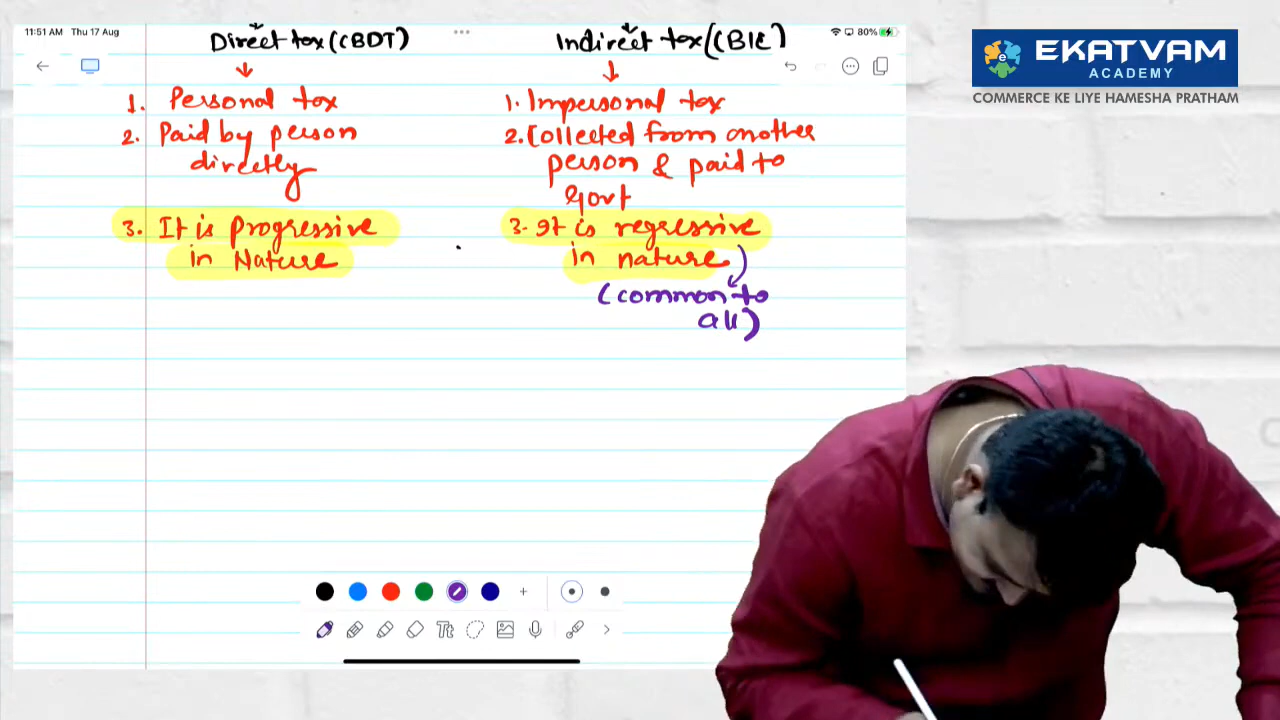 11:51 AM Thu 17 Aug
80%
EKATVAM
ACADEMY
COMMERCE KE LIYE HAMESHA PRATHAM
Direct tax (CBDT)
1. Personal tax
2. Paid by person
directly
3. It is progressive
in Nature
Indirect tax (CBIC)
1. Impersonal tax
2. Collected from another
person & paid to
Govt
3. It is regressive
in nature
(common to
all)
Tt